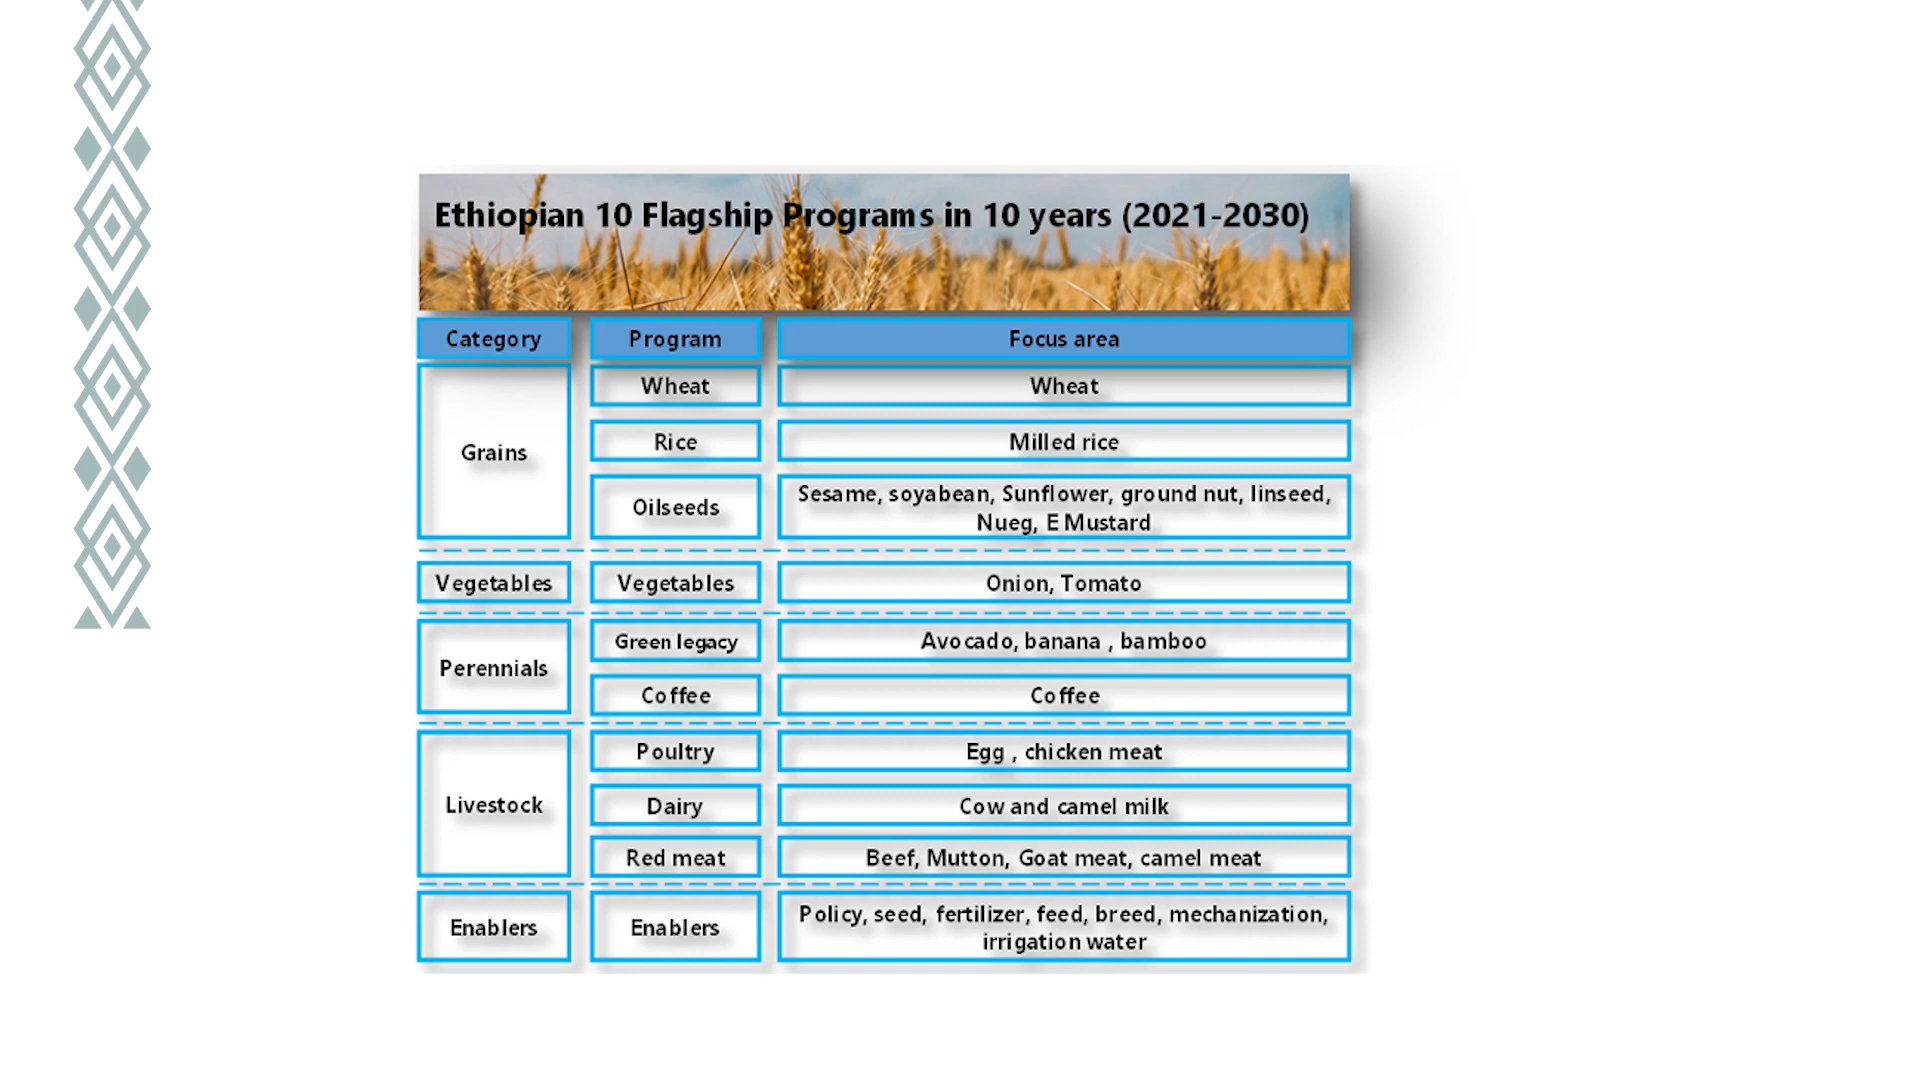 Ethiopian 10 Flagship Programs in 10 years (2021-2030)
Category
Program
Focus area
Grains
Wheat
Wheat
Rice
Milled rice
Oilseeds
Sesame, soyabean, Sunflower, ground nut, linseed,
Nueg, E Mustard
Vegetables
Vegetables
Onion, Tomato
Perennials
Green legacy
Avocado, banana , bamboo
Coffee
Coffee
Livestock
Poultry
Egg , chicken meat
Dairy
Cow and camel milk
Red meat
Beef, Mutton, Goat meat, camel meat
Enablers
Enablers
Policy, seed, fertilizer, feed, breed, mechanization,
irrigation water